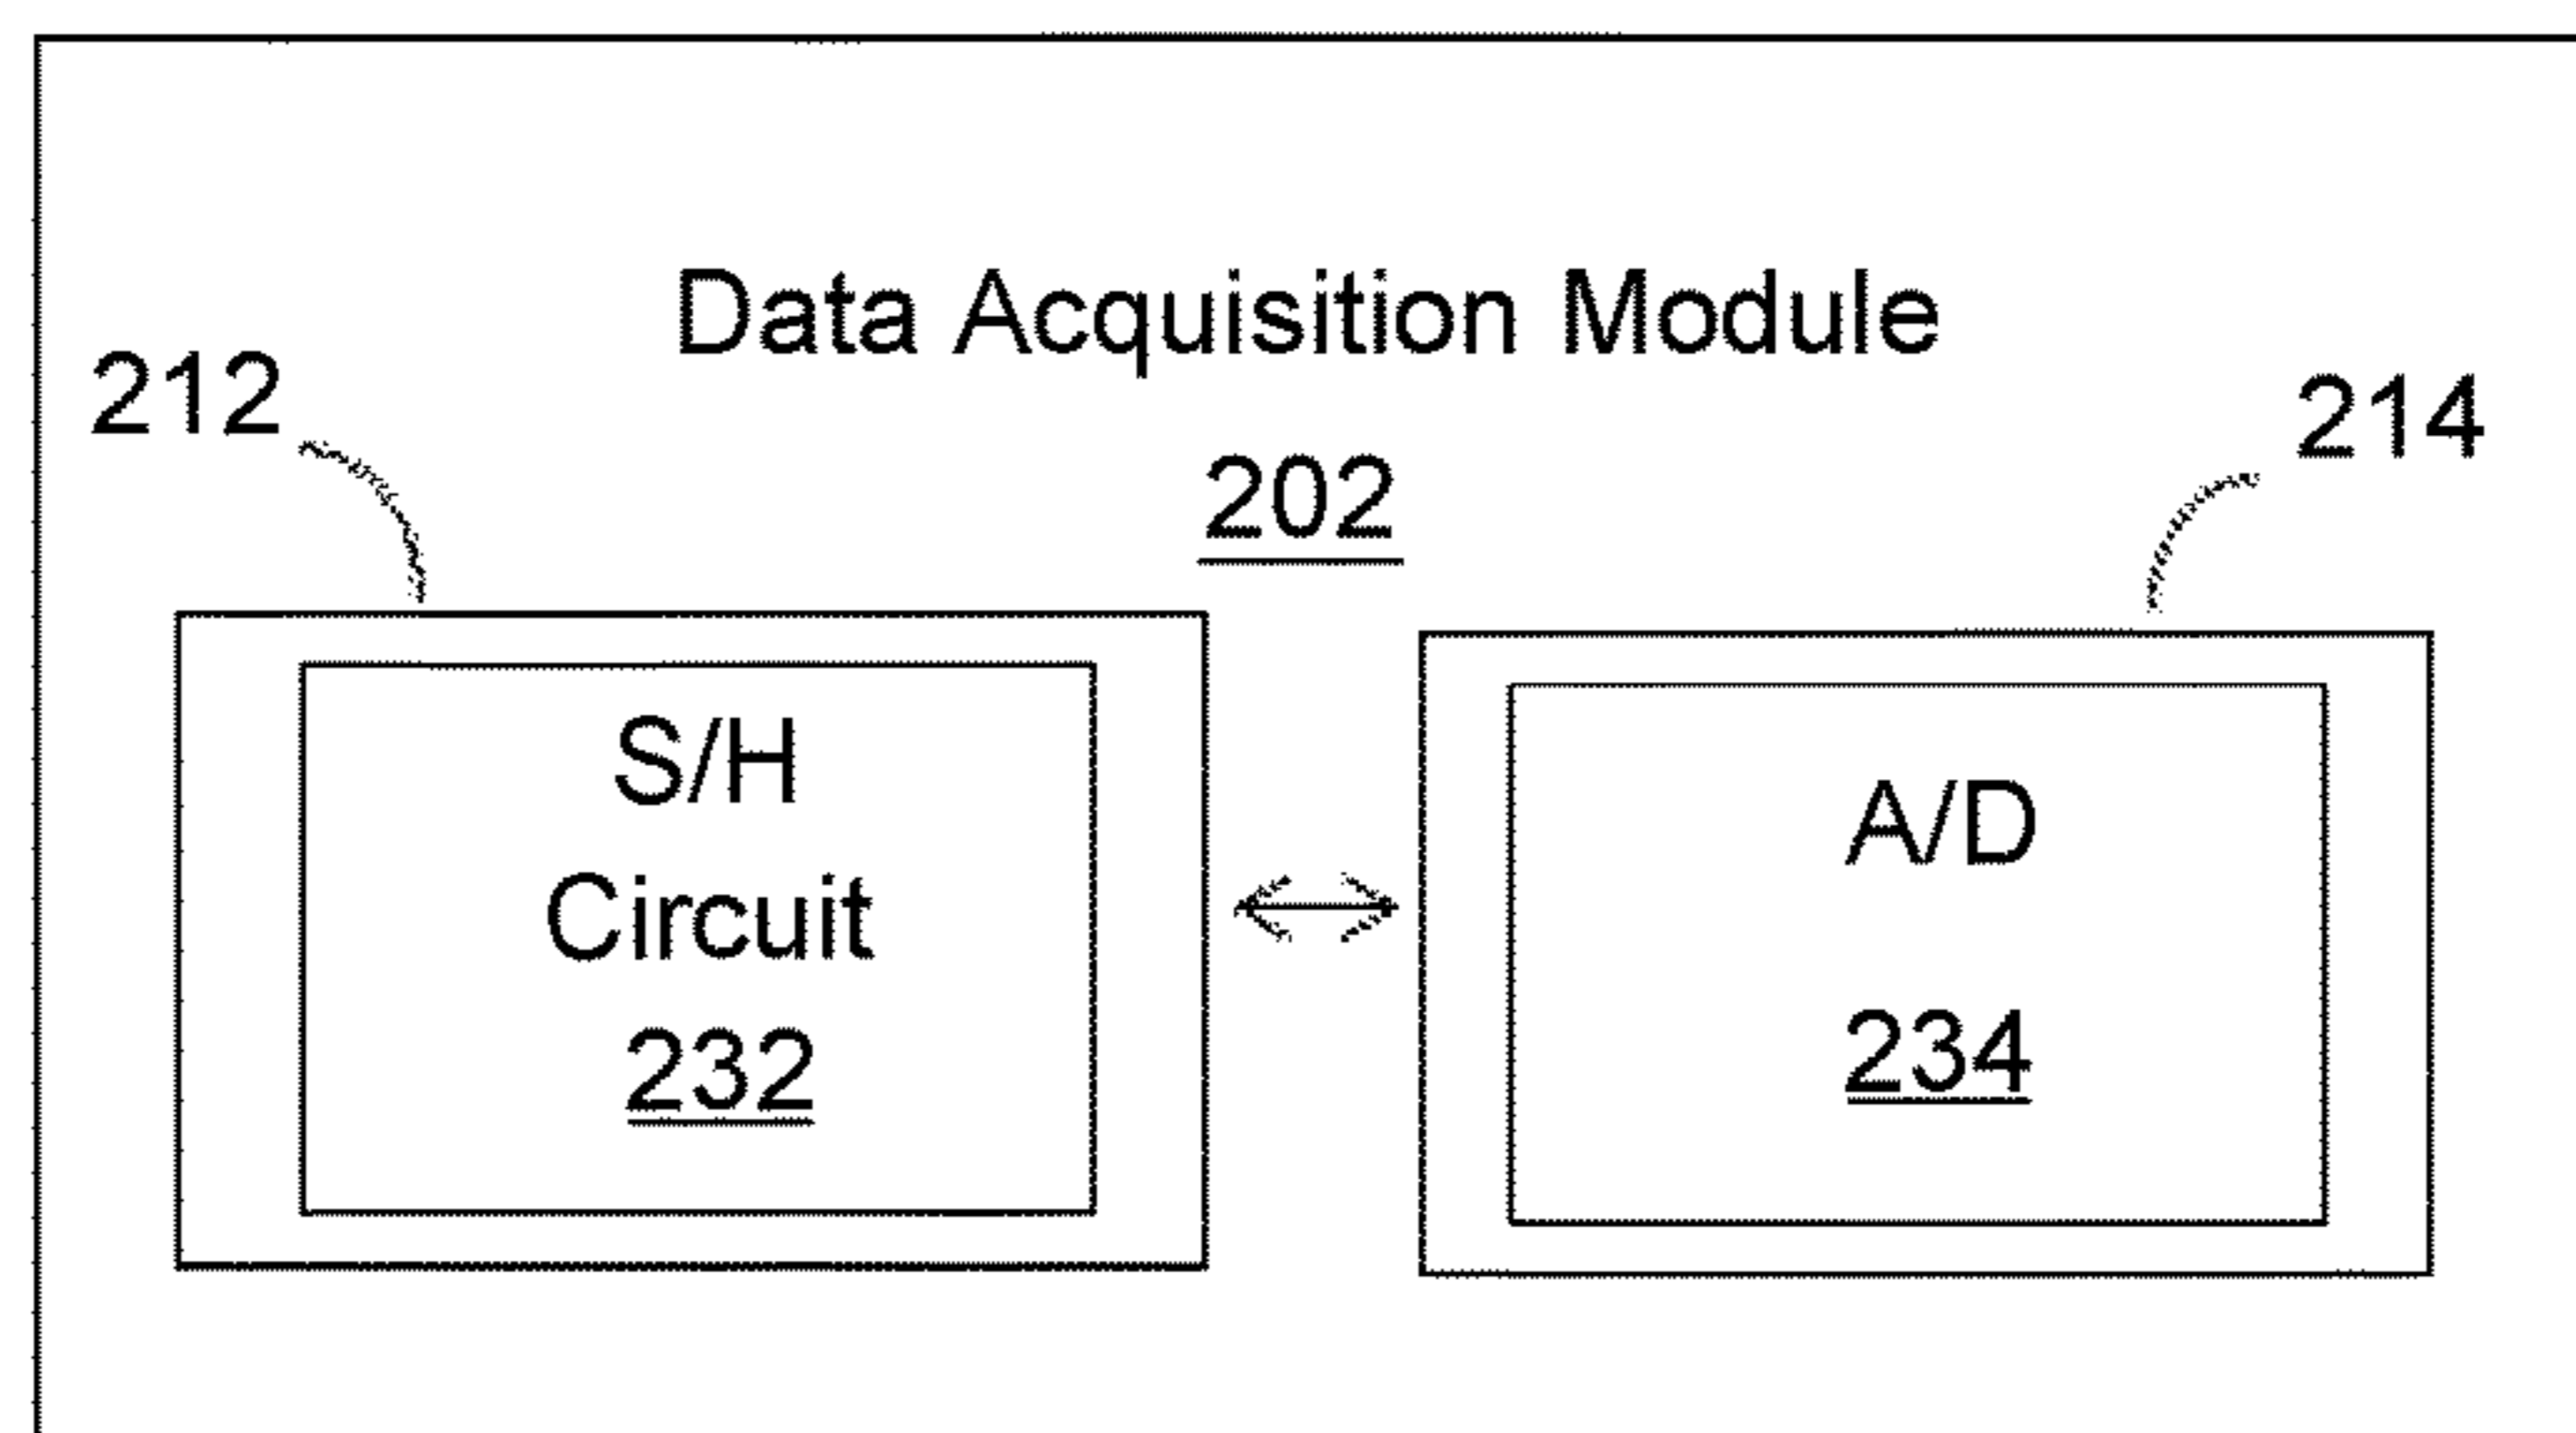 Data Acquisition Module
202
212
214
S/H
Circuit
232
A/D
234